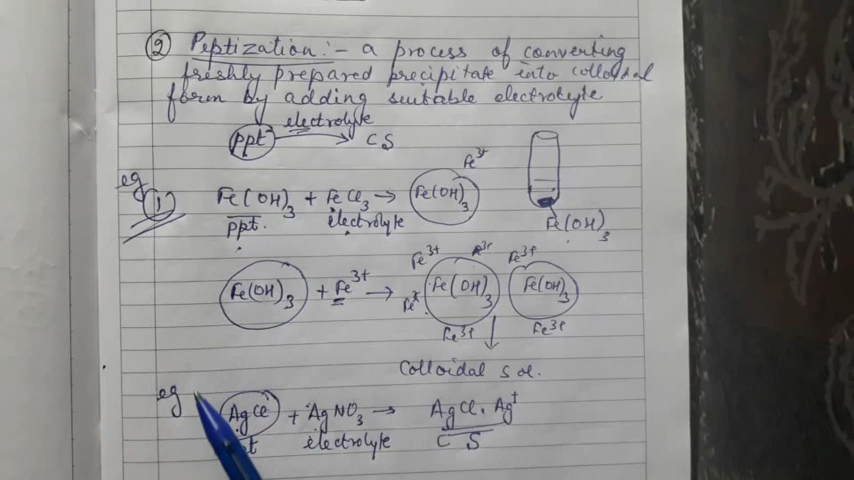 ② Peptization :- a process of converting
freshly prepared precipitate into colloidal
form by adding suitable electrolyte
electrolyte
ppt → CS
eg
(1) Fe(OH)₃ + FeCl₃ → Fe(OH)₃ Fe³⁺
ppt. electrolyte Fe(OH)₃
Fe³⁺ Fe³⁺ Fe³⁺
Fe(OH)₃ + Fe³⁺ → Fe(OH)₃ Fe(OH)₃
Fe³⁺ Fe³⁺
Colloidal sol.
eg AgCl + AgNO₃ → AgCl . Ag⁺
ppt electrolyte CS